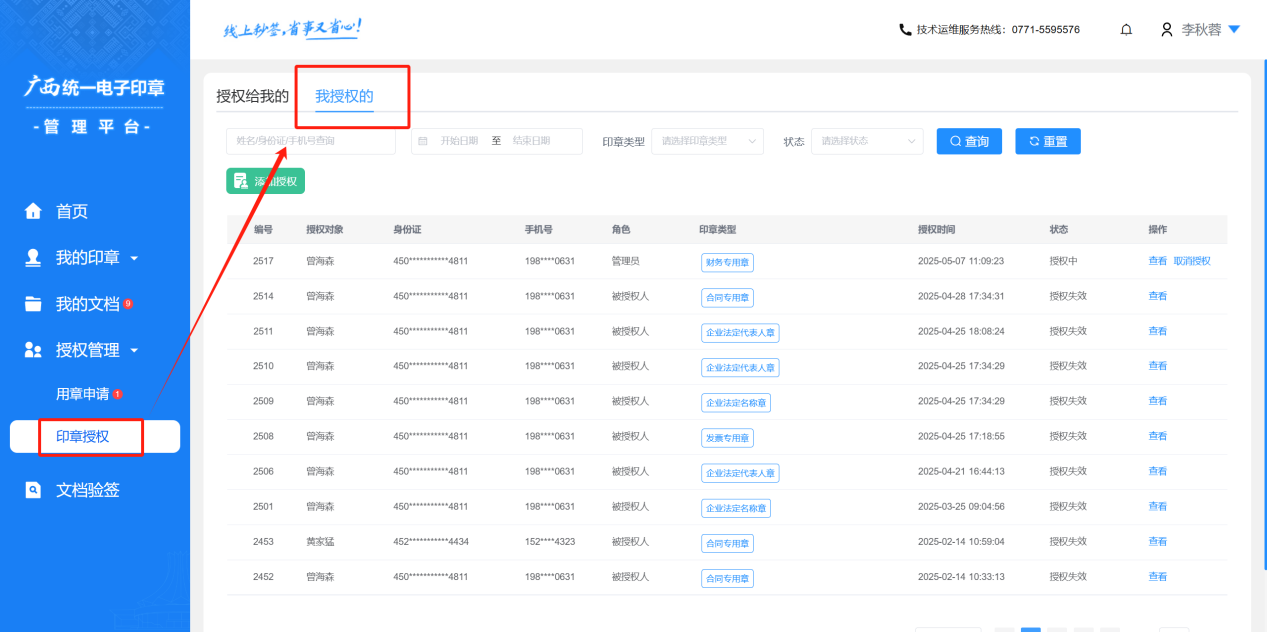 线上秒签,省事又省心!
技术运维服务热线：0771-5595576
李秋蓉
广西统一电子印章
-管理平台-
首页
我的印章
我的文档 9
授权管理
用章申请 1
印章授权
文档验签
授权给我的 我授权的
姓名/身份证/手机号查询 开始日期 至 结束日期 印章类型 请选择印章类型 状态 请选择状态 查询 重置
添加授权
编号 授权对象 身份证 手机号 角色 印章类型 授权时间 状态 操作
2517 曾海森 450***********4811 198****0631 管理员 财务专用章 2025-05-07 11:09:23 授权中 查看 取消授权
2514 曾海森 450***********4811 198****0631 被授权人 合同专用章 2025-04-28 17:34:31 授权失效 查看
2511 曾海森 450***********4811 198****0631 被授权人 企业法定代表人章 2025-04-25 18:08:24 授权失效 查看
2510 曾海森 450***********4811 198****0631 被授权人 企业法定代表人章 2025-04-25 17:34:29 授权失效 查看
2509 曾海森 450***********4811 198****0631 被授权人 企业法定名称章 2025-04-25 17:34:29 授权失效 查看
2508 曾海森 450***********4811 198****0631 被授权人 发票专用章 2025-04-25 17:18:55 授权失效 查看
2506 曾海森 450***********4811 198****0631 被授权人 企业法定代表人章 2025-04-21 16:44:13 授权失效 查看
2501 曾海森 450***********4811 198****0631 被授权人 企业法定名称章 2025-03-25 09:04:56 授权失效 查看
2453 黄家猛 452***********4434 152****4323 被授权人 合同专用章 2025-02-14 10:59:04 授权失效 查看
2452 曾海森 450***********4811 198****0631 被授权人 合同专用章 2025-02-14 10:33:13 授权失效 查看